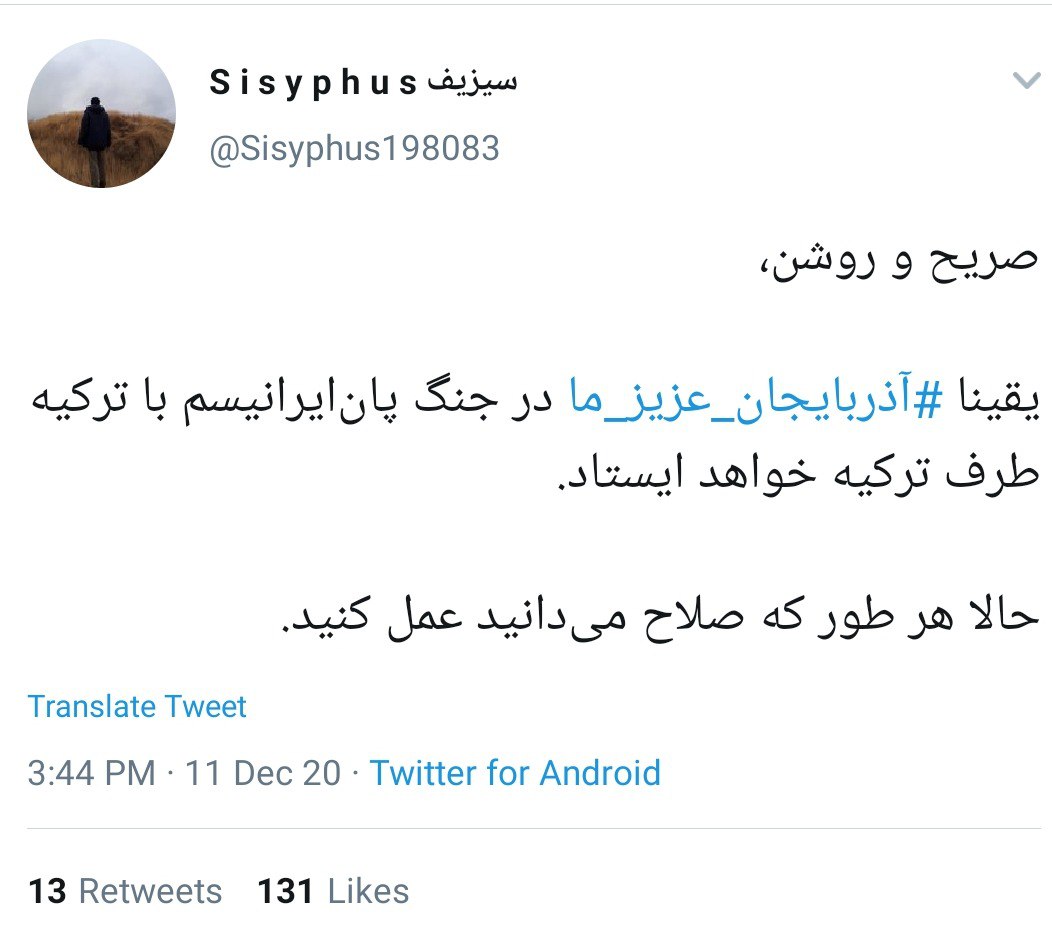 S i s y p h u s سیزیف
@Sisyphus198083
صریح و روشن،
یقینا #آذربایجان_عزیز_ما در جنگ پان‌ایرانیسم با ترکیه
طرف ترکیه خواهد ایستاد.
حالا هر طور که صلاح می‌دانید عمل کنید.
Translate Tweet
3:44 PM · 11 Dec 20 · Twitter for Android
13 Retweets 131 Likes